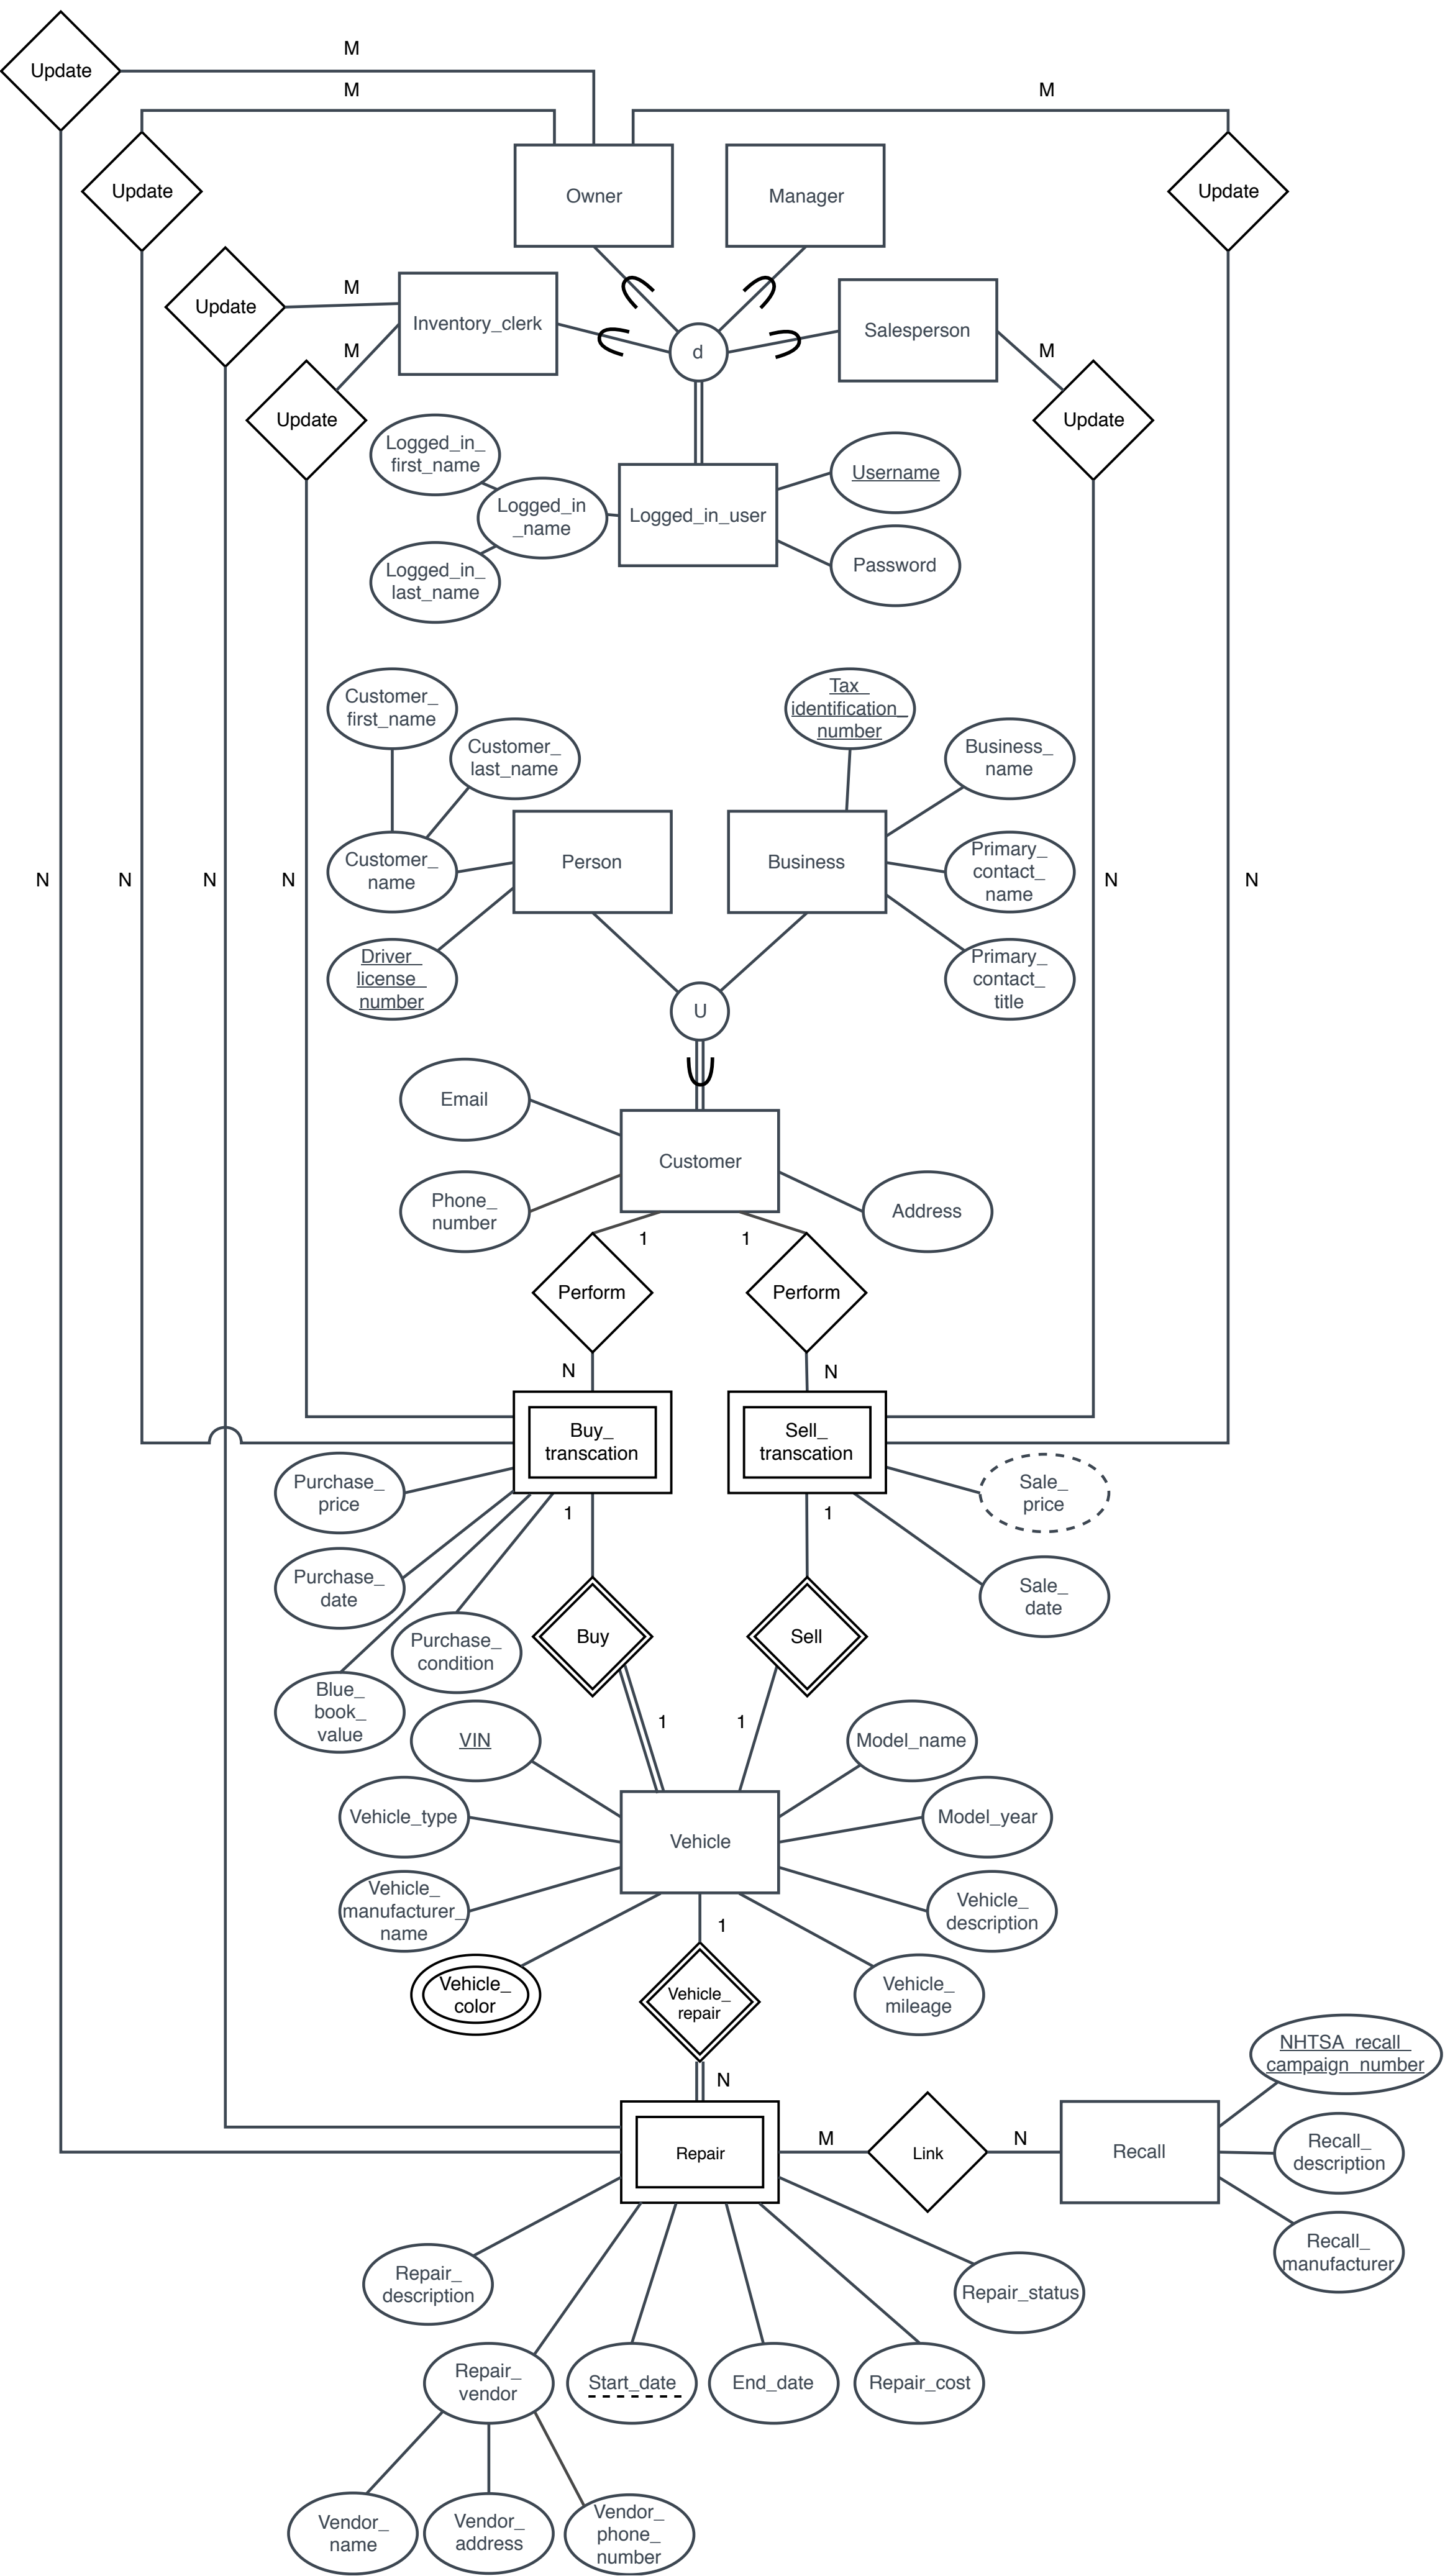 M
Update
M
M
Update
Owner
Manager
Update
M
Update
Inventory_clerk
Salesperson
M
M
d
Update
Update
Logged_in_
first_name
Logged_in
_name
Logged_in_user
Username
Logged_in_
last_name
Password
Customer_
first_name
Tax_
identification_
number
Customer_
last_name
Business_
name
Customer_
name
Person
Business
Primary_
contact_
name
N
N
N
N
N
N
Driver_
license_
number
Primary_
contact_
title
U
Email
Customer
Phone_
number
Address
1
1
Perform
Perform
N
N
Buy_
transcation
Sell_
transcation
Purchase_
price
Sale_
price
1
1
Purchase_
date
Sale_
date
Purchase_
condition
Buy
Sell
Blue_
book_
value
1
1
VIN
Model_name
Vehicle_type
Model_year
Vehicle
Vehicle_
manufacturer_
name
Vehicle_
description
1
Vehicle_
color
Vehicle_
repair
Vehicle_
mileage
N
NHTSA_recall_
campaign_number
Repair
M
Link
N
Recall
Recall_
description
Recall_
manufacturer
Repair_
description
Repair_status
Repair_
vendor
Start_date
End_date
Repair_cost
Vendor_
name
Vendor_
address
Vendor_
phone_
number